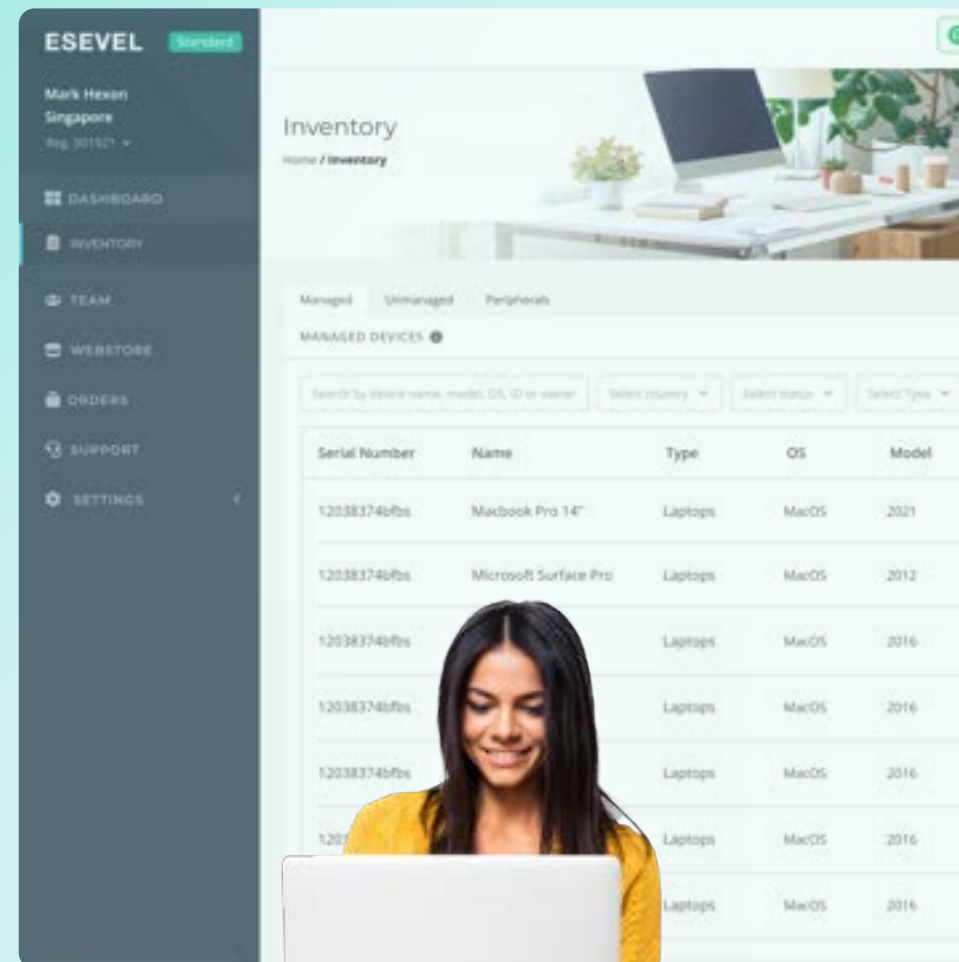 ESEVEL Standard
Mark Hexon
Singapore
DASHBOARD
INVENTORY
TEAM
WEBSTORE
ORDERS
SUPPORT
SETTINGS
Inventory
Home / Inventory
Managed Unmanaged Peripherals
MANAGED DEVICES
Search by device name, model, OS, ID or owner Select country Select status Select Type
Serial Number Name Type OS Model
12038374bfbs Macbook Pro 14" Laptops MacOS 2021
12038374bfbs Microsoft Surface Pro Laptops MacOS 2012
12038374bfbs Laptops MacOS 2016
12038374bfbs Laptops MacOS 2016
12038374bfbs Laptops MacOS 2016
Laptops MacOS 2016
Laptops MacOS 2016